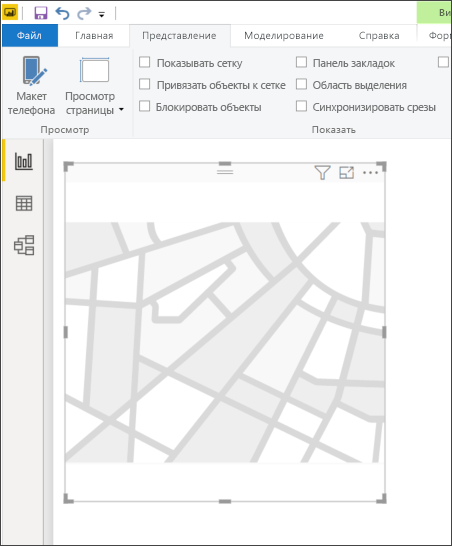 Ви
Файл Главная Представление Моделирование Справка Фор
Показывать сетку Панель закладок
Привязать объекты к сетке Область выделения
Блокировать объекты Синхронизировать срезы
Макет телефона
Просмотр страницы
Просмотр Показать